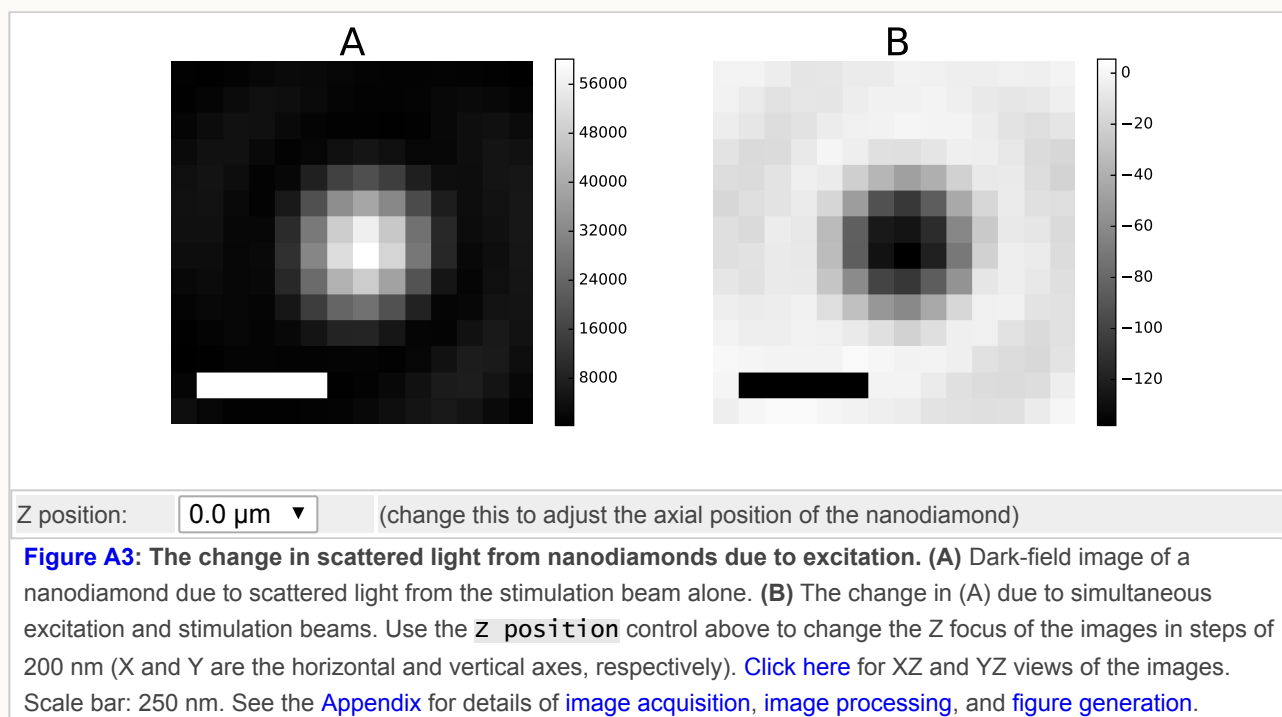 A
B
56000
48000
40000
32000
24000
16000
8000
0
−20
−40
−60
−80
−100
−120
Z position: 0.0 µm ▼ (change this to adjust the axial position of the nanodiamond)
Figure A3: The change in scattered light from nanodiamonds due to excitation. (A) Dark-field image of a
nanodiamond due to scattered light from the stimulation beam alone. (B) The change in (A) due to simultaneous
excitation and stimulation beams. Use the Z position control above to change the Z focus of the images in steps of
200 nm (X and Y are the horizontal and vertical axes, respectively). Click here for XZ and YZ views of the images.
Scale bar: 250 nm. See the Appendix for details of image acquisition, image processing, and figure generation.